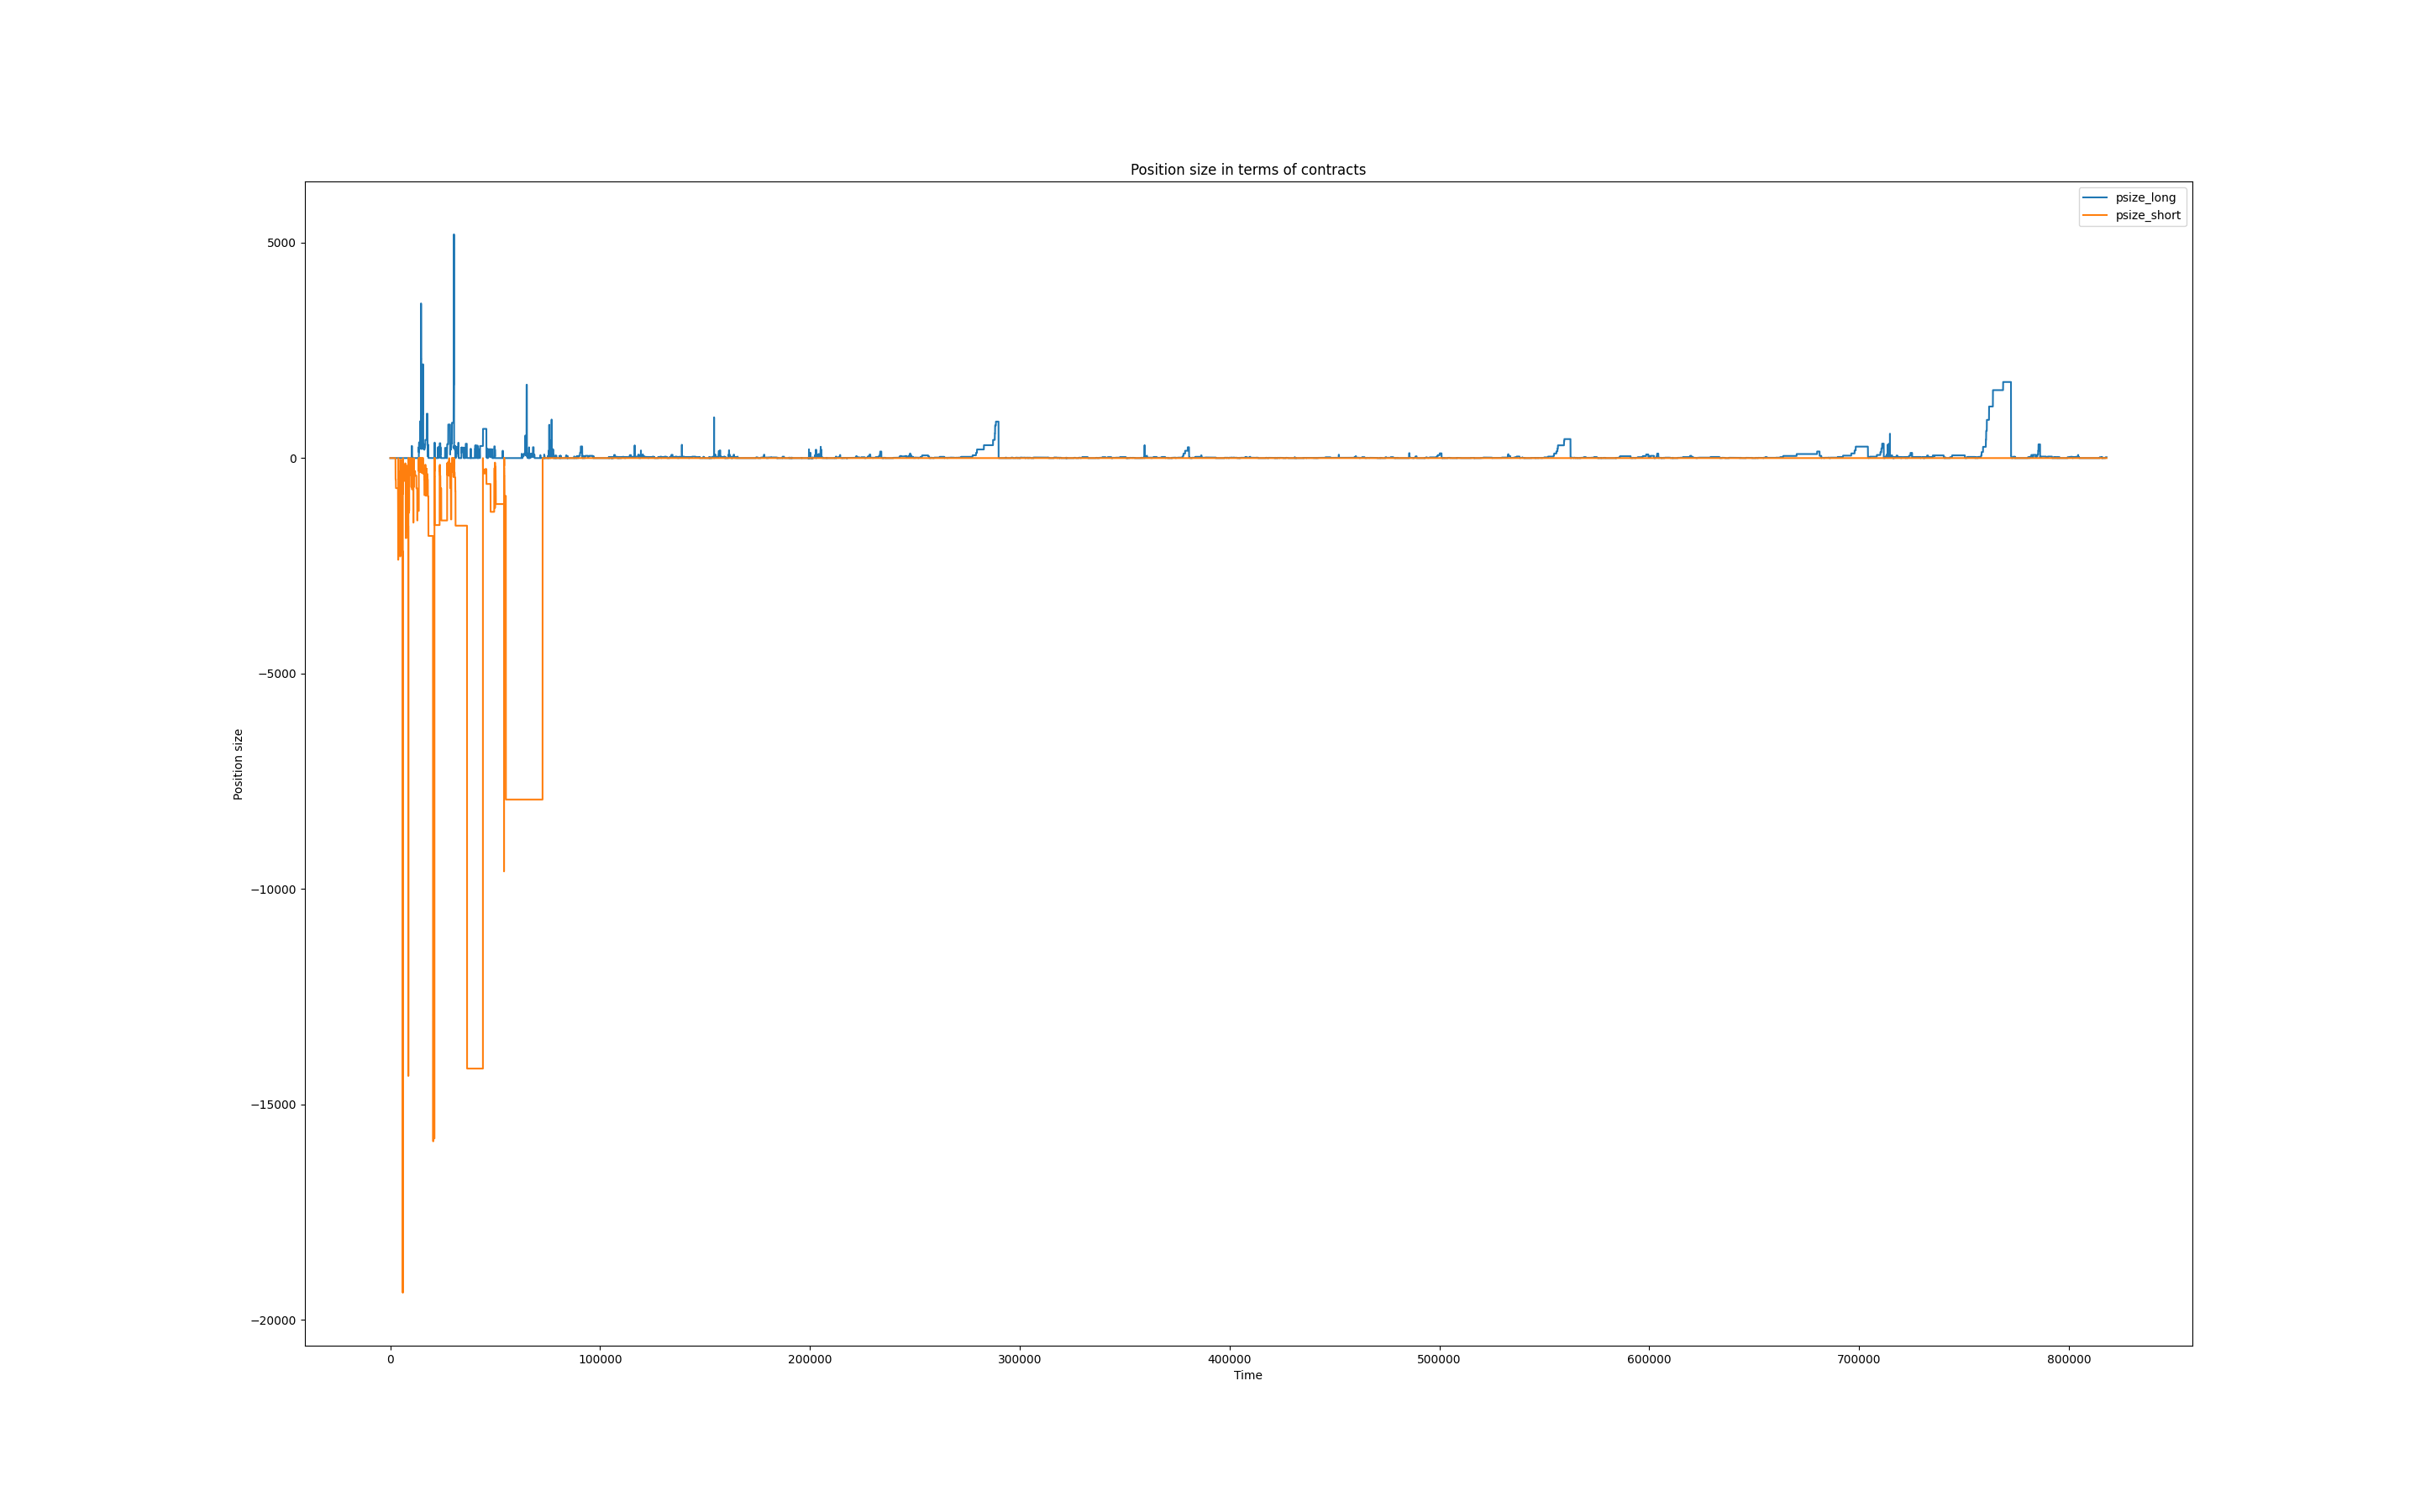 Position size in terms of contracts
psize_long
psize_short
5000
0
−5000
−10000
−15000
−20000
Position size
0 100000 200000 300000 400000 500000 600000 700000 800000
Time